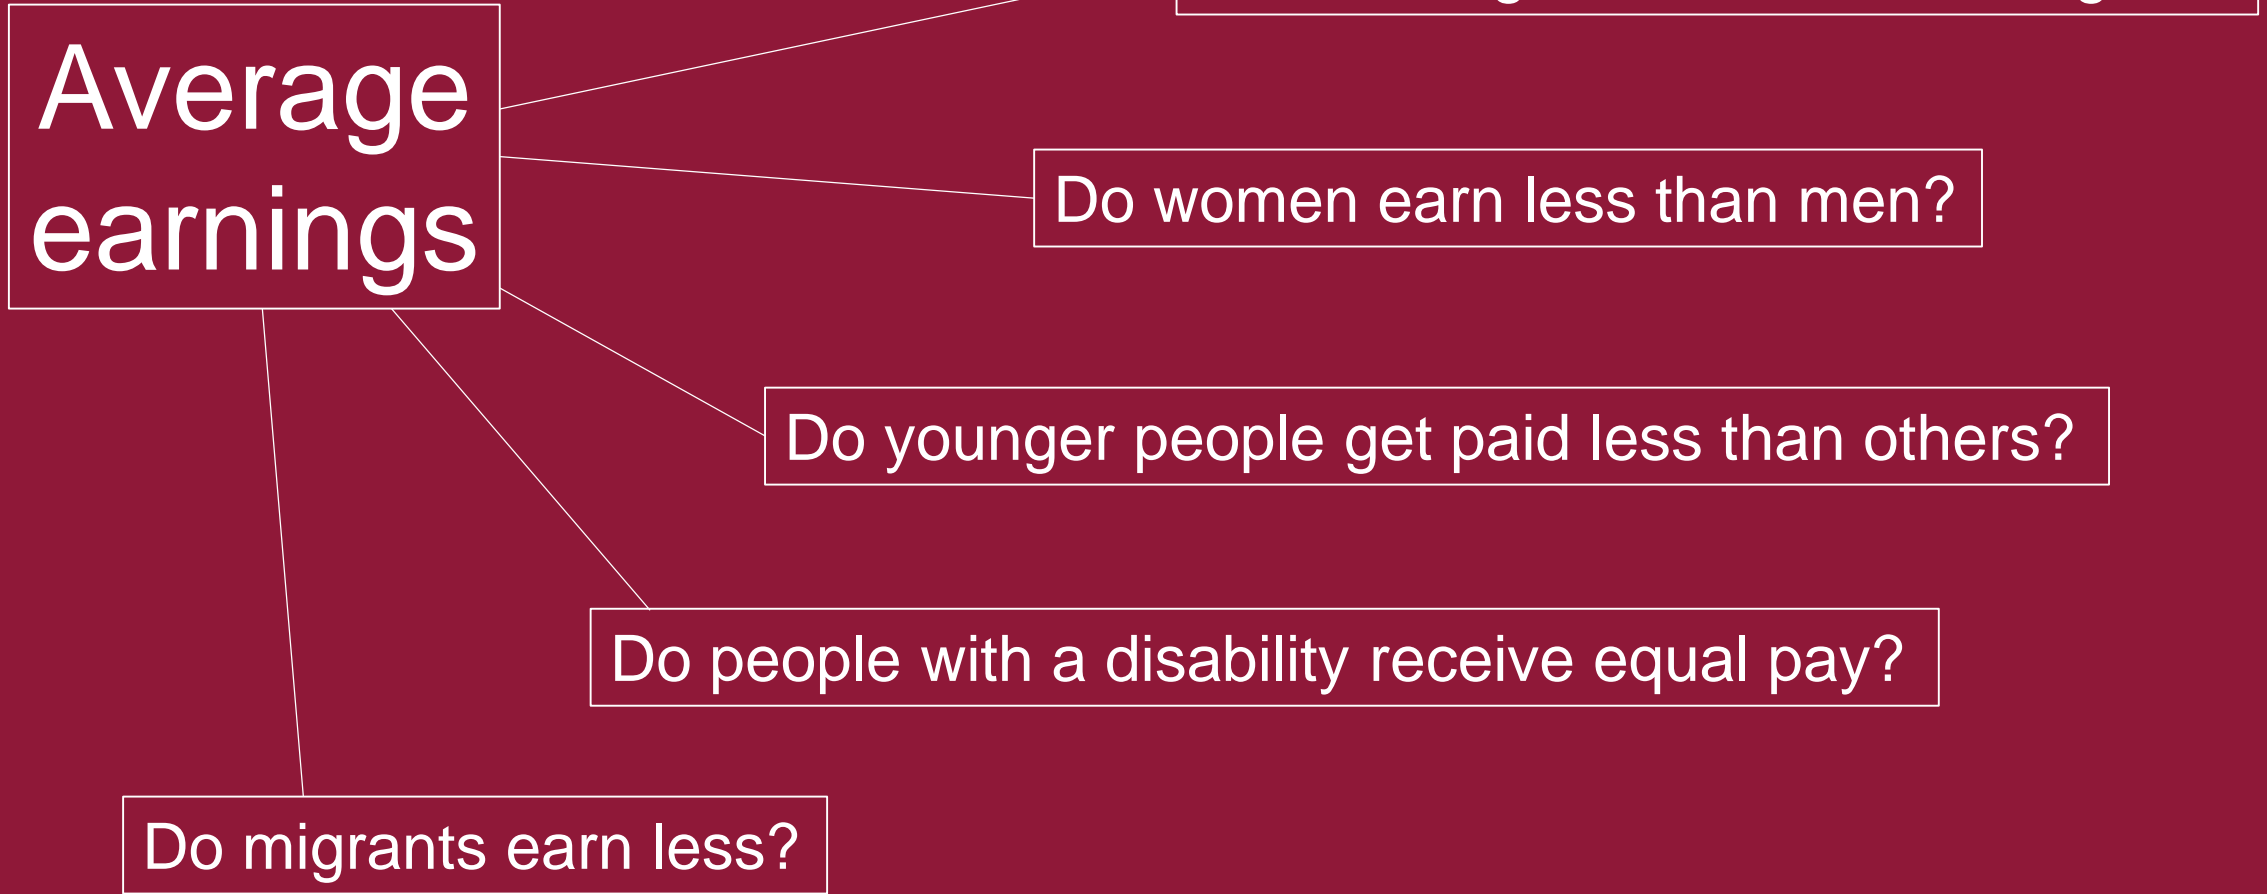 Average
earnings
Do women earn less than men?
Do younger people get paid less than others?
Do people with a disability receive equal pay?
Do migrants earn less?